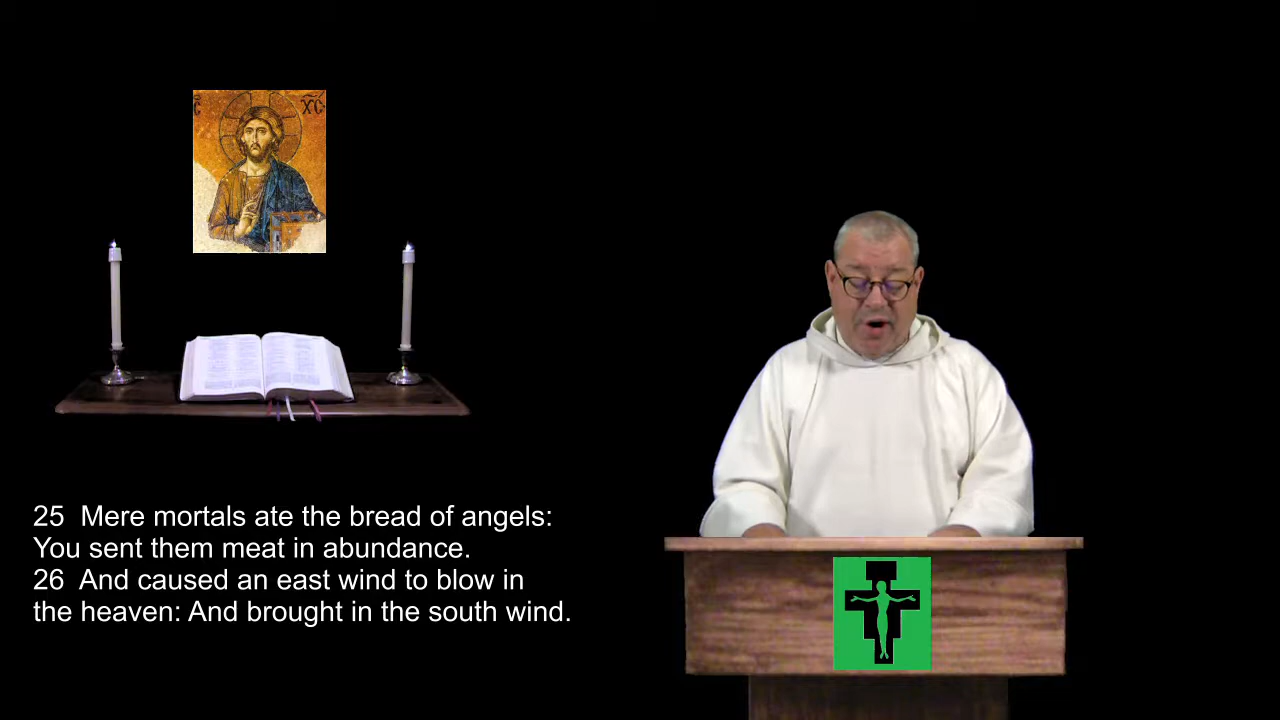 XC
25  Mere mortals ate the bread of angels:
You sent them meat in abundance.
26  And caused an east wind to blow in
the heaven: And brought in the south wind.